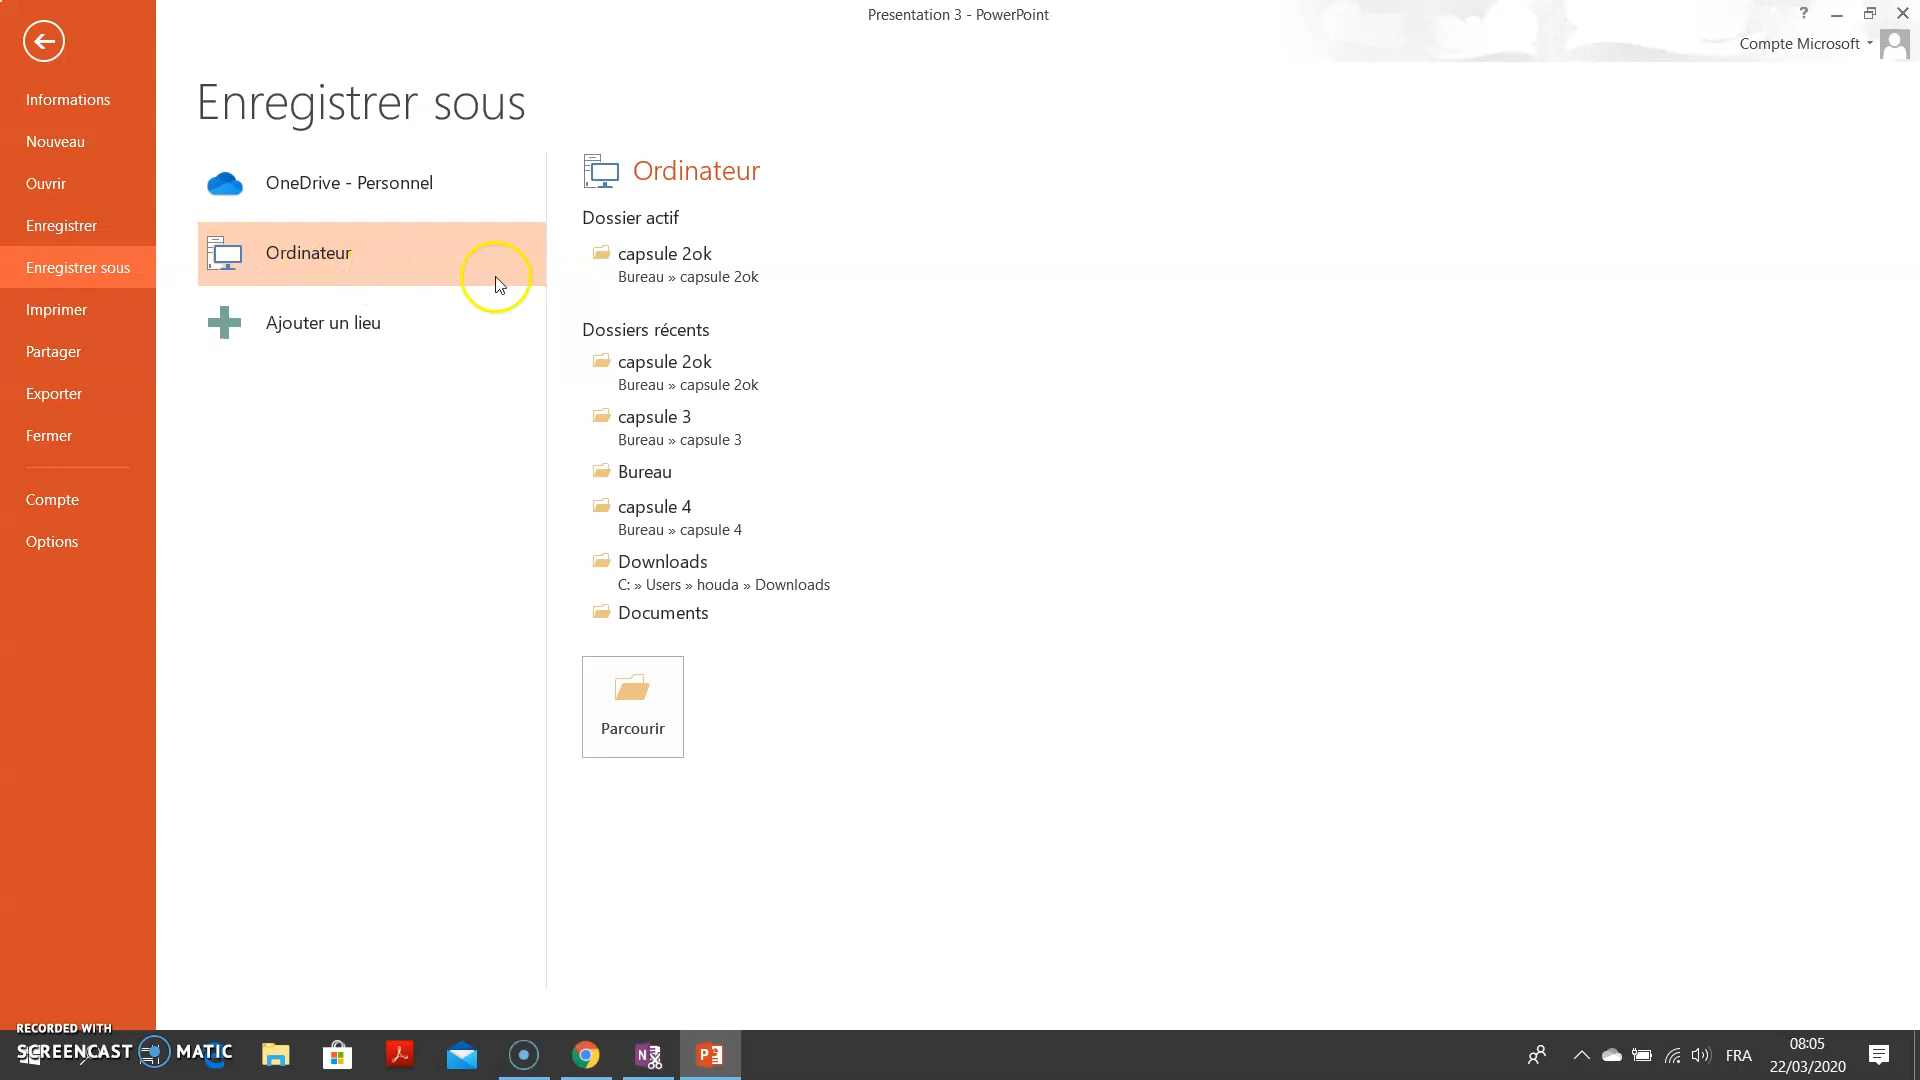 Presentation 3 - PowerPoint
?
Compte Microsoft
Informations
Nouveau
Ouvrir
Enregistrer
Enregistrer sous
Imprimer
Partager
Exporter
Fermer
Compte
Options
Enregistrer sous
OneDrive - Personnel
Ordinateur
Ajouter un lieu
Ordinateur
Dossier actif
capsule 2ok
Bureau » capsule 2ok
Dossiers récents
capsule 2ok
Bureau » capsule 2ok
capsule 3
Bureau » capsule 3
Bureau
capsule 4
Bureau » capsule 4
Downloads
C: » Users » houda » Downloads
Documents
Parcourir
RECORDED WITH
SCREENCAST MATIC
N
P
FRA
08:05
22/03/2020